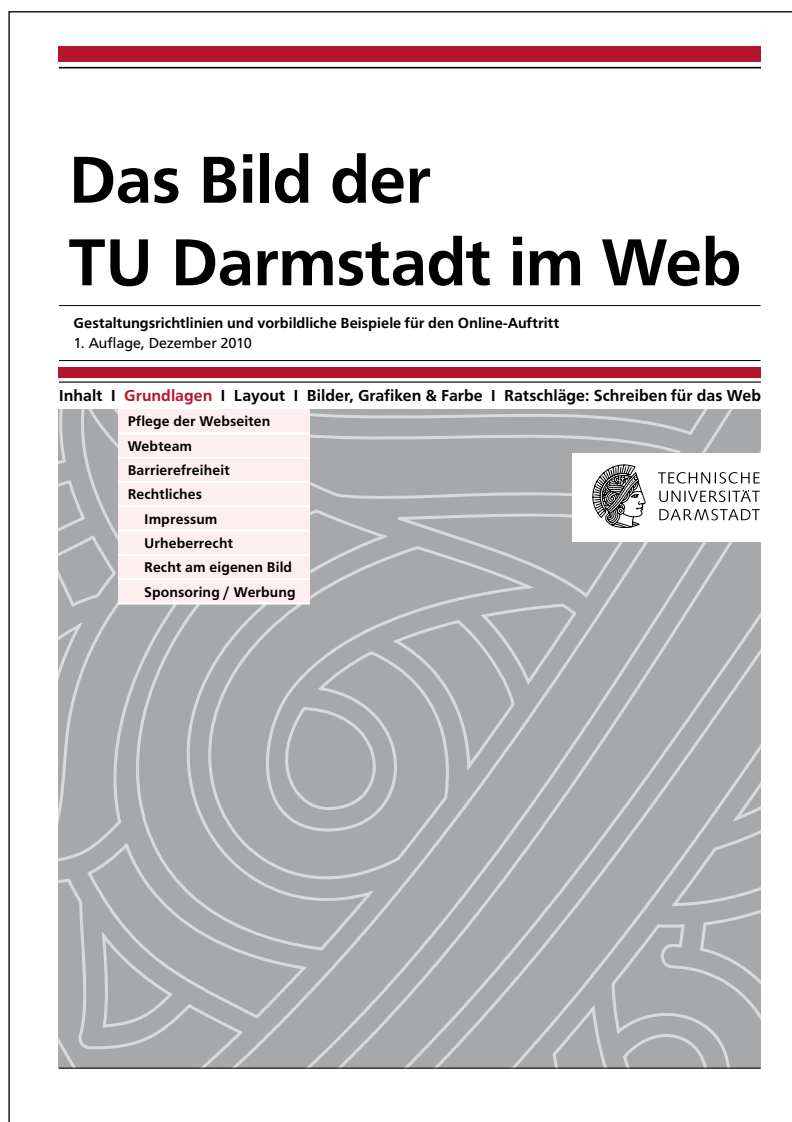 Das Bild der
TU Darmstadt im Web
Gestaltungsrichtlinien und vorbildliche Beispiele für den Online-Auftritt
1. Auflage, Dezember 2010
Inhalt I Grundlagen I Layout I Bilder, Grafiken & Farbe I Ratschläge: Schreiben für das Web
Pflege der Webseiten
Webteam
Barrierefreiheit
Rechtliches
Impressum
Urheberrecht
Recht am eigenen Bild
Sponsoring / Werbung
TECHNISCHE
UNIVERSITÄT
DARMSTADT